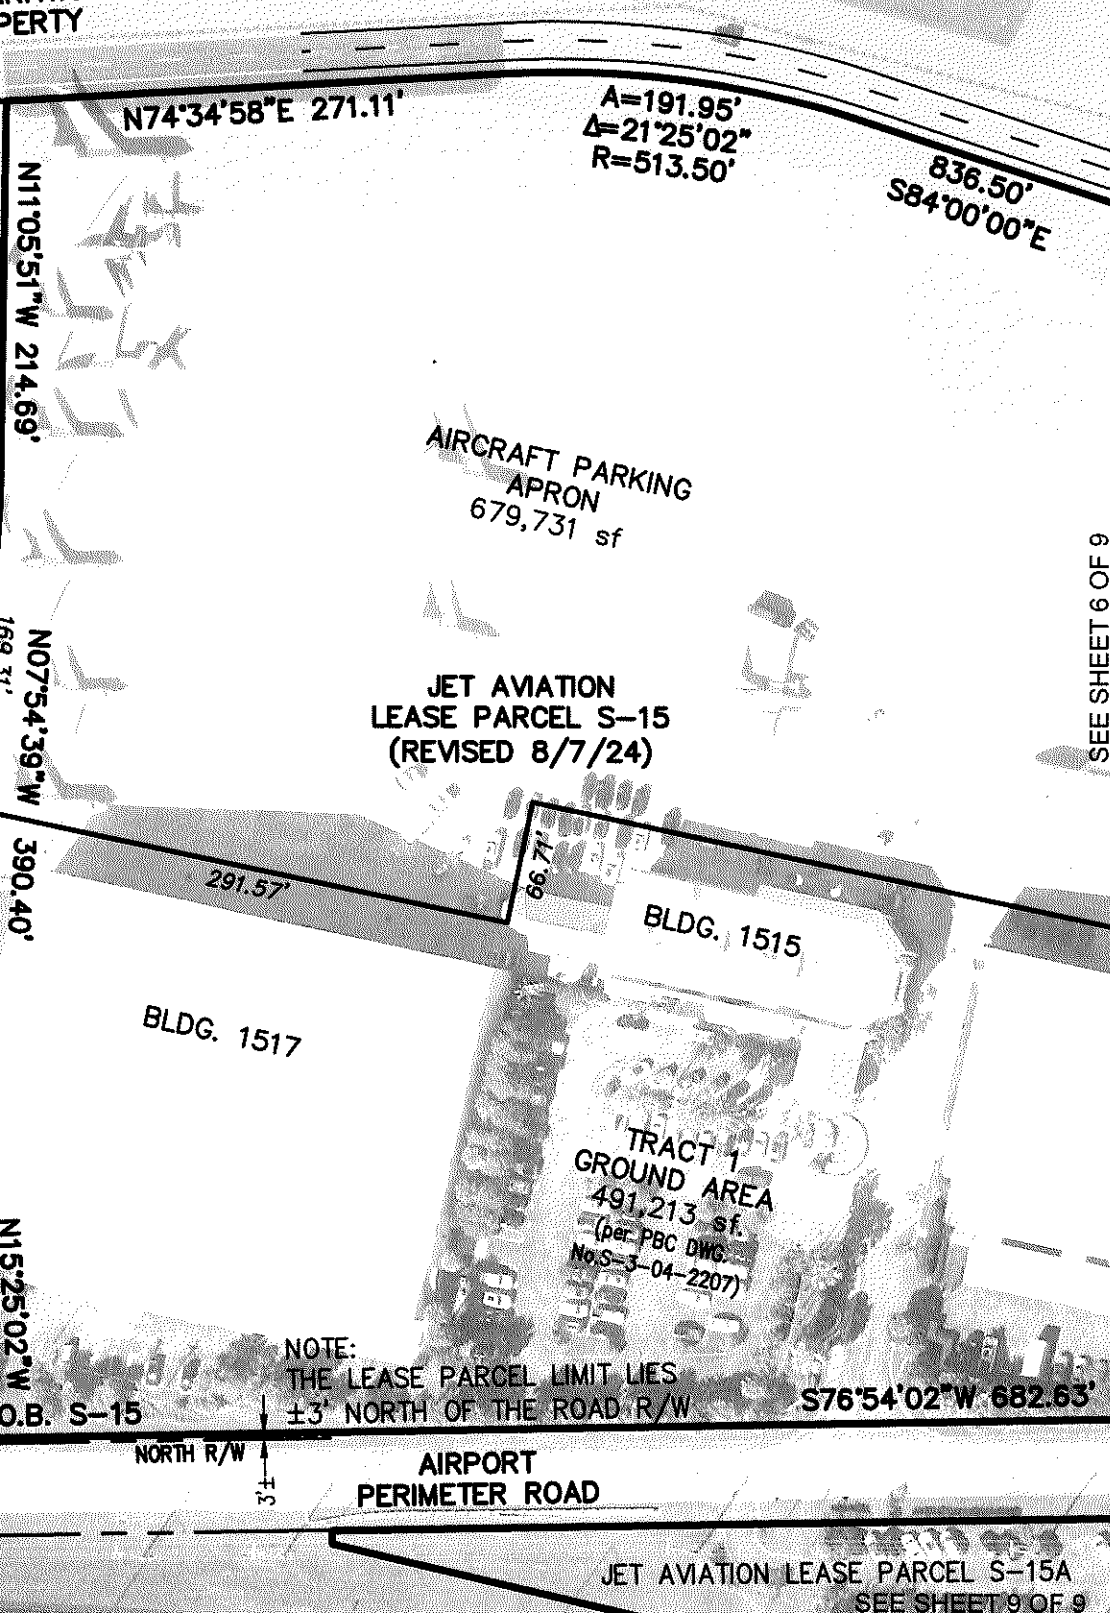 PERTY
N74°34'58"E 271.11'
A=191.95'
Δ=21°25'02"
R=513.50'
836.50'
S84°00'00"E
N11°05'51"W 214.69'
AIRCRAFT PARKING
APRON
679,731 sf
SEE SHEET 6 OF 9
N07°54'39"W 390.40'
169.31'
JET AVIATION
LEASE PARCEL S-15
(REVISED 8/7/24)
291.57'
66.71'
BLDG. 1515
BLDG. 1517
TRACT 1
GROUND AREA
491,213 sf.
(per PBC DWG.
No.S-3-04-2207)
N15°25'02"W
NOTE:
THE LEASE PARCEL LIMIT LIES
±3' NORTH OF THE ROAD R/W
S76°54'02"W 682.63'
O.B. S-15
NORTH R/W
3'±
AIRPORT
PERIMETER ROAD
JET AVIATION LEASE PARCEL S-15A
SEE SHEET 9 OF 9